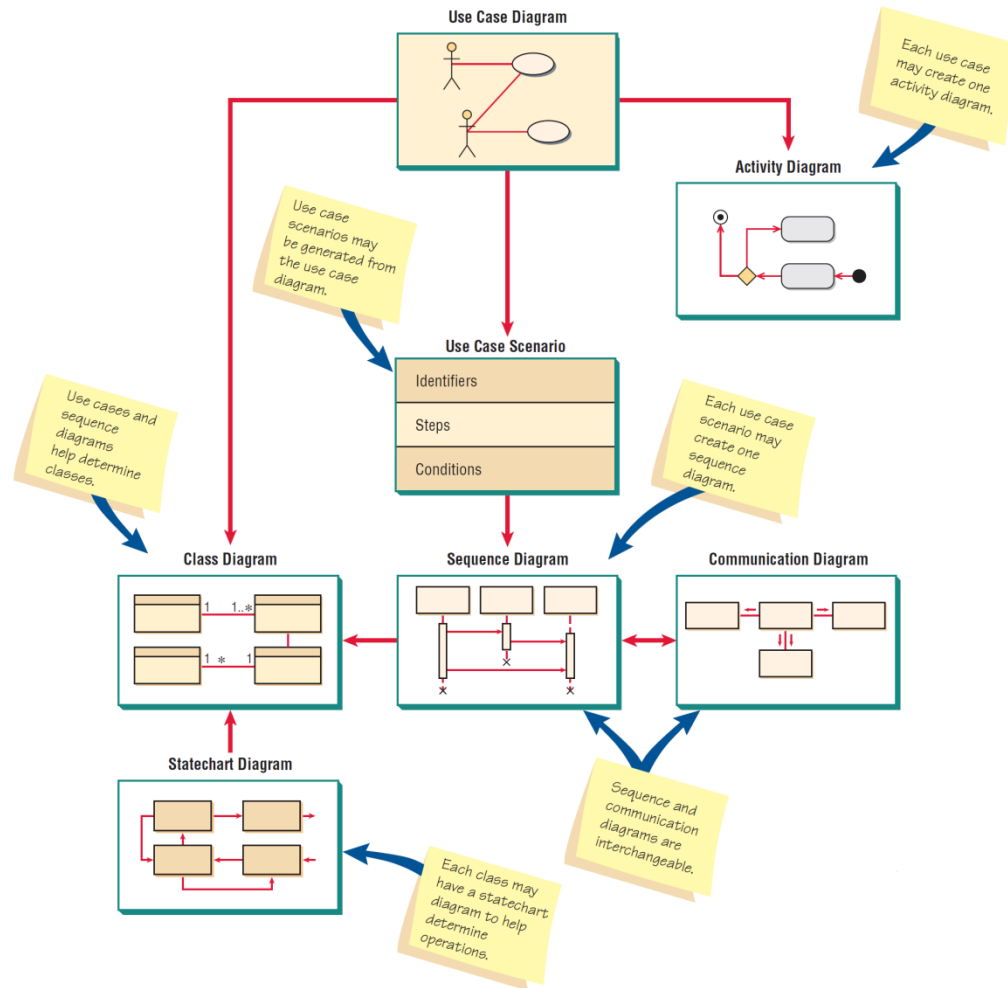 Use Case Diagram
Each use case
may create one
activity diagram.
Activity Diagram
Use case
scenarios may
be generated from
the use case
diagram.
Use Case Scenario
Identifiers
Steps
Conditions
Use cases and
sequence
diagrams
help determine
classes.
Each use case
scenario may
create one
sequence
diagram.
Class Diagram
1 1..*
1 * 1
Sequence Diagram
Communication Diagram
Statechart Diagram
Sequence and
communication
diagrams are
interchangeable.
Each class may
have a statechart
diagram to help
determine
operations.